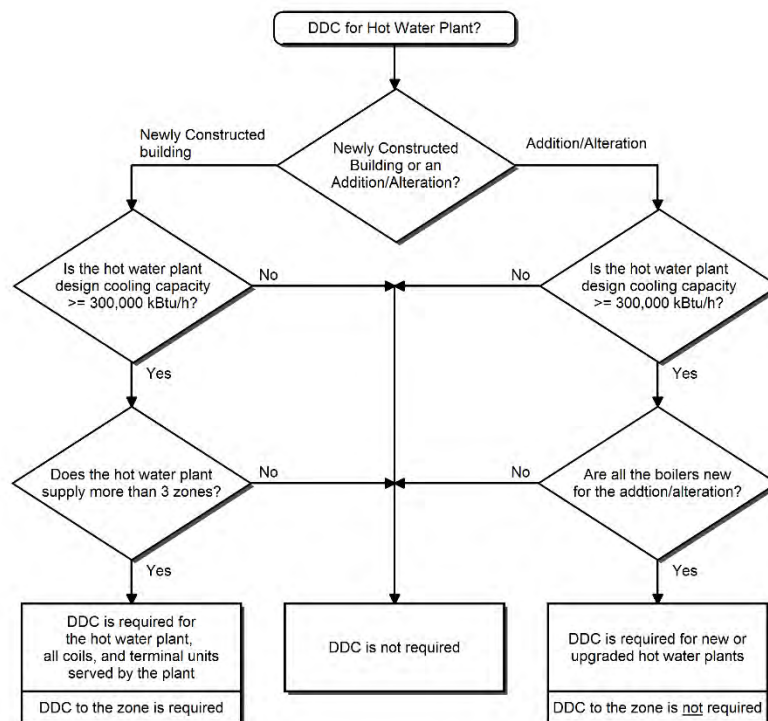 DDC for Hot Water Plant?
Newly Constructed
building
Newly Constructed
Building or an
Addition/Alteration?
Addition/Alteration
Is the hot water plant
design cooling capacity
>= 300,000 kBtu/h?
No
No
Is the hot water plant
design cooling capacity
>= 300,000 kBtu/h?
Yes
Yes
Does the hot water plant
supply more than 3 zones?
No
No
Are all the boilers new
for the addtion/alteration?
Yes
Yes
DDC is required for
the hot water plant,
all coils, and terminal units
served by the plant
DDC to the zone is required
DDC is not required
DDC is required for new or
upgraded hot water plants
DDC to the zone is not required